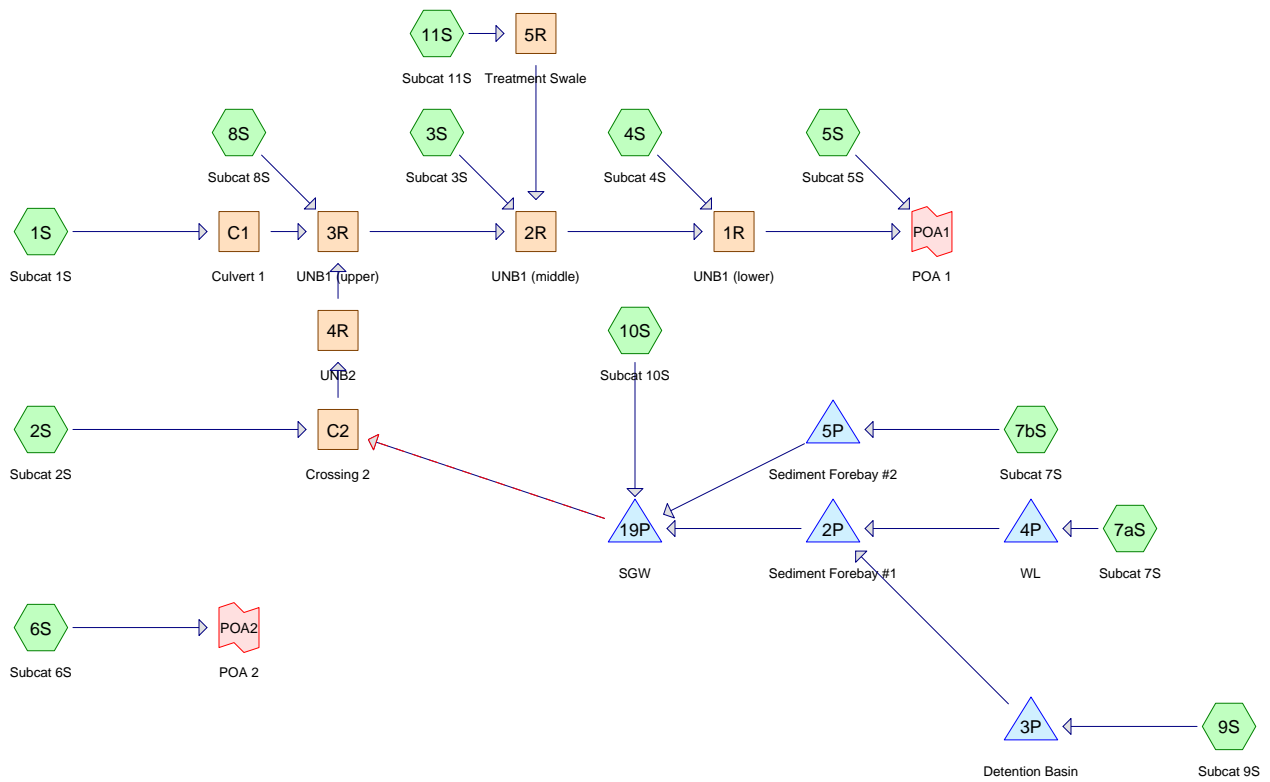 11S
5R
Subcat 11S
Treatment Swale
8S
3S
4S
5S
Subcat 8S
Subcat 3S
Subcat 4S
Subcat 5S
1S
C1
3R
2R
1R
POA1
Subcat 1S
Culvert 1
UNB1 (upper)
UNB1 (middle)
UNB1 (lower)
POA 1
4R
10S
UNB2
Subcat 10S
2S
C2
5P
7bS
Subcat 2S
Crossing 2
Sediment Forebay #2
Subcat 7S
19P
2P
4P
7aS
SGW
Sediment Forebay #1
WL
Subcat 7S
6S
POA2
Subcat 6S
POA 2
3P
9S
Detention Basin
Subcat 9S